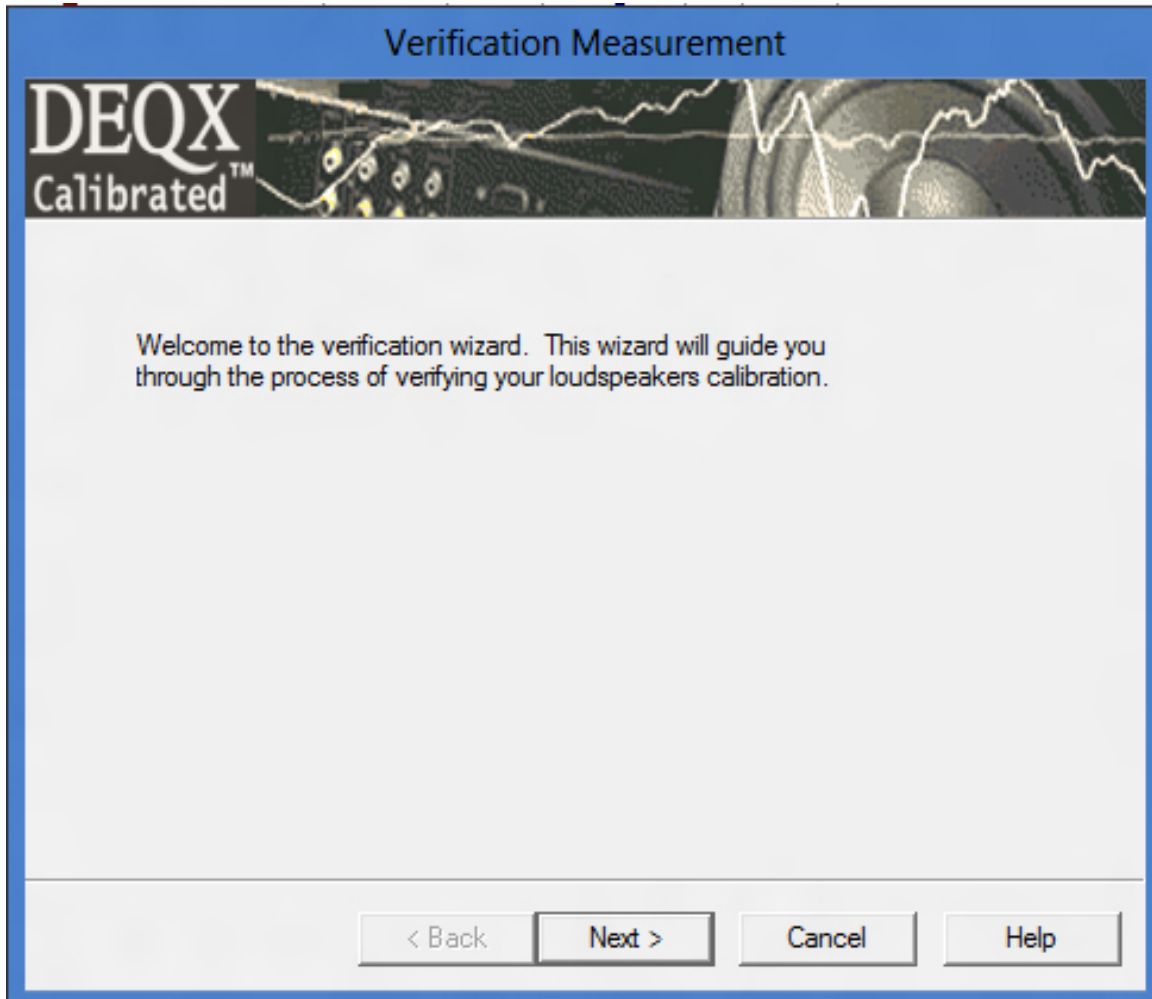 Verification Measurement
DEQX
Calibrated™
Welcome to the verification wizard.  This wizard will guide you
through the process of verifying your loudspeakers calibration.
< Back
Next >
Cancel
Help